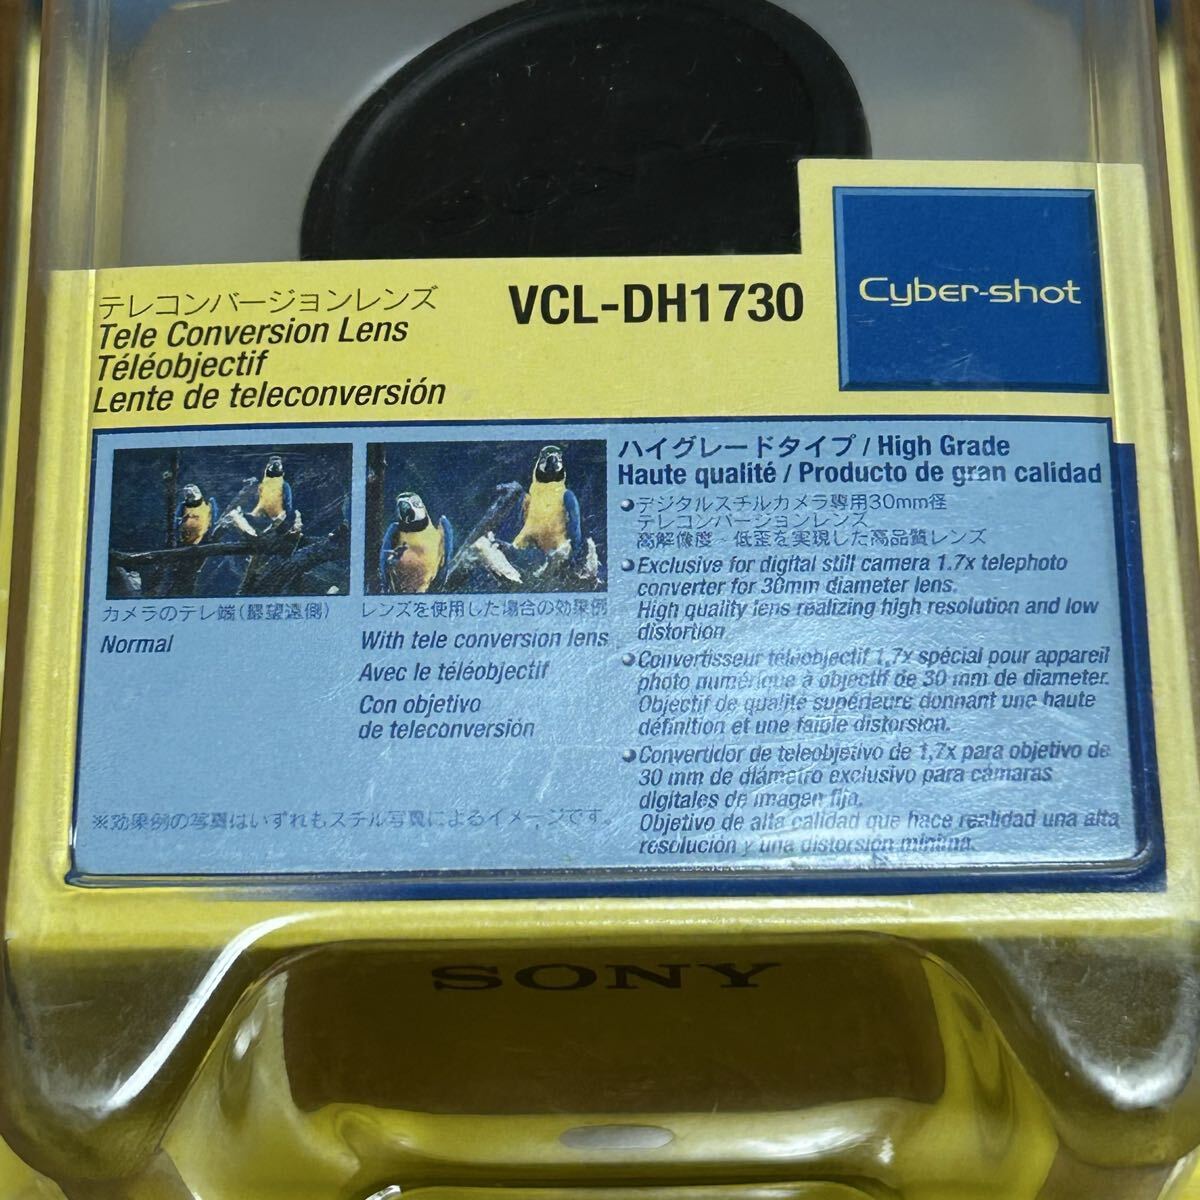 SONY
Cyber-shot
VCL-DH1730
テレコンバージョンレンズ
Tele Conversion Lens
Téléobjectif
Lente de teleconversión
カメラのテレ端(最望遠側)
Normal
レンズを使用した場合の効果例
With tele conversion lens
Avec le téléobjectif
Con objetivo
de teleconversión
※効果例の写真はいずれもスチル写真によるイメージです。
ハイグレードタイプ / High Grade
Haute qualité / Producto de gran calidad
●デジタルスチルカメラ専用30mm径
テレコンバージョンレンズ
高解像度・低歪を実現した高品質レンズ
●Exclusive for digital still camera 1.7x telephoto
converter for 30mm diameter lens.
High quality lens realizing high resolution and low
distortion
●Convertisseur téléobjectif 1,7x spécial pour appareil
photo numérique à objectif de 30 mm de diameter.
Objectif de qualité supérieure donnant une haute
définition et une faible distorsion.
●Convertidor de teleobjetivo de 1,7x para objetivo de
30 mm de diámetro exclusivo para cámaras
digitales de imagen fija.
Objetivo de alta calidad que hace realidad una alta
resolución y una distorsión mínima.
SONY